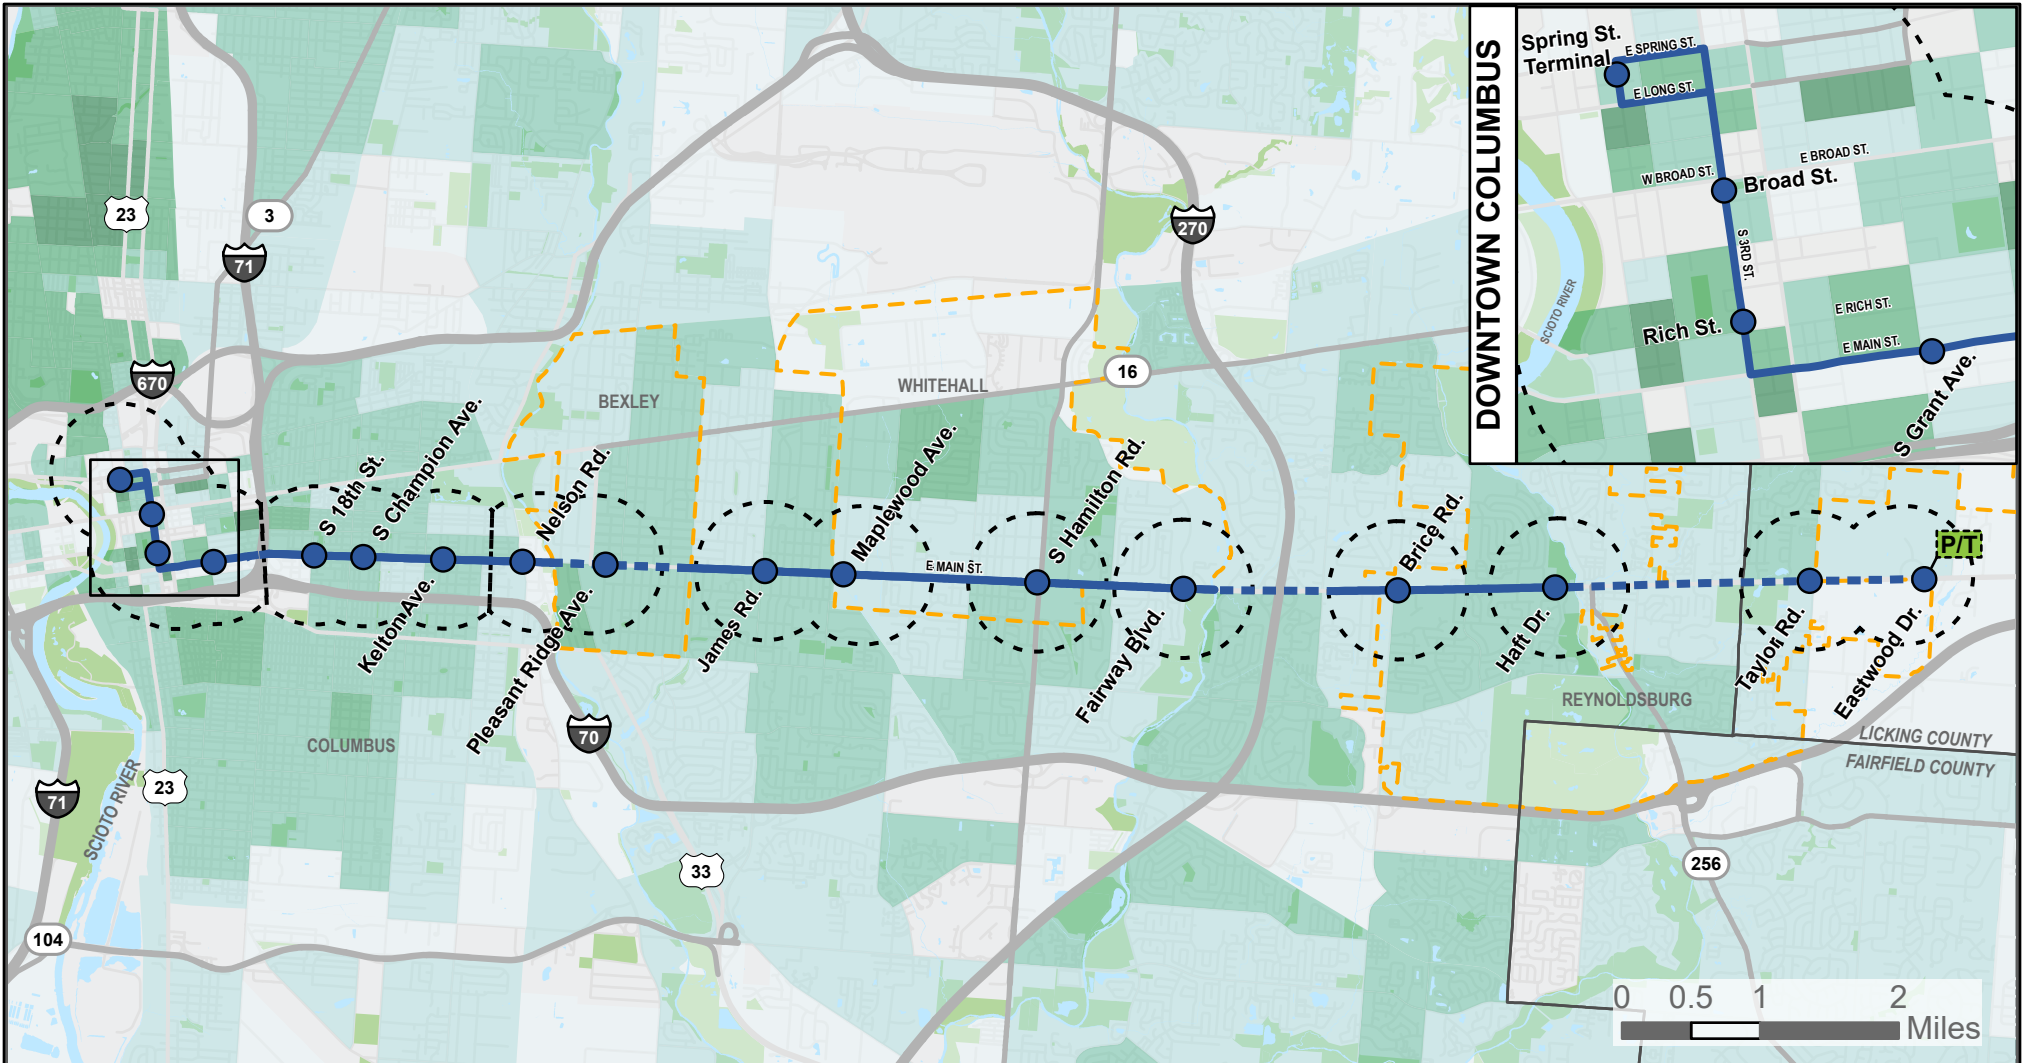 DOWNTOWN COLUMBUS
Spring St.
Terminal
E SPRING ST.
E LONG ST.
W BROAD ST.
E BROAD ST.
Broad St.
S 3RD ST.
SCIOTO RIVER
Rich St.
E RICH ST.
E MAIN ST.
S Grant Ave.
23
3
71
270
670
16
BEXLEY
WHITEHALL
S 18th St.
S Champion Ave.
Nelson Rd.
Maplewood Ave.
S Hamilton Rd.
Brice Rd.
P/T
E MAIN ST.
Kelton Ave.
Pleasant Ridge Ave.
James Rd.
Fairway Blvd.
Haft Dr.
Taylor Rd.
Eastwood Dr.
REYNOLDSBURG
COLUMBUS
70
LICKING COUNTY
FAIRFIELD COUNTY
71
23
SCIOTO RIVER
33
256
104
0 0.5 1 2
Miles